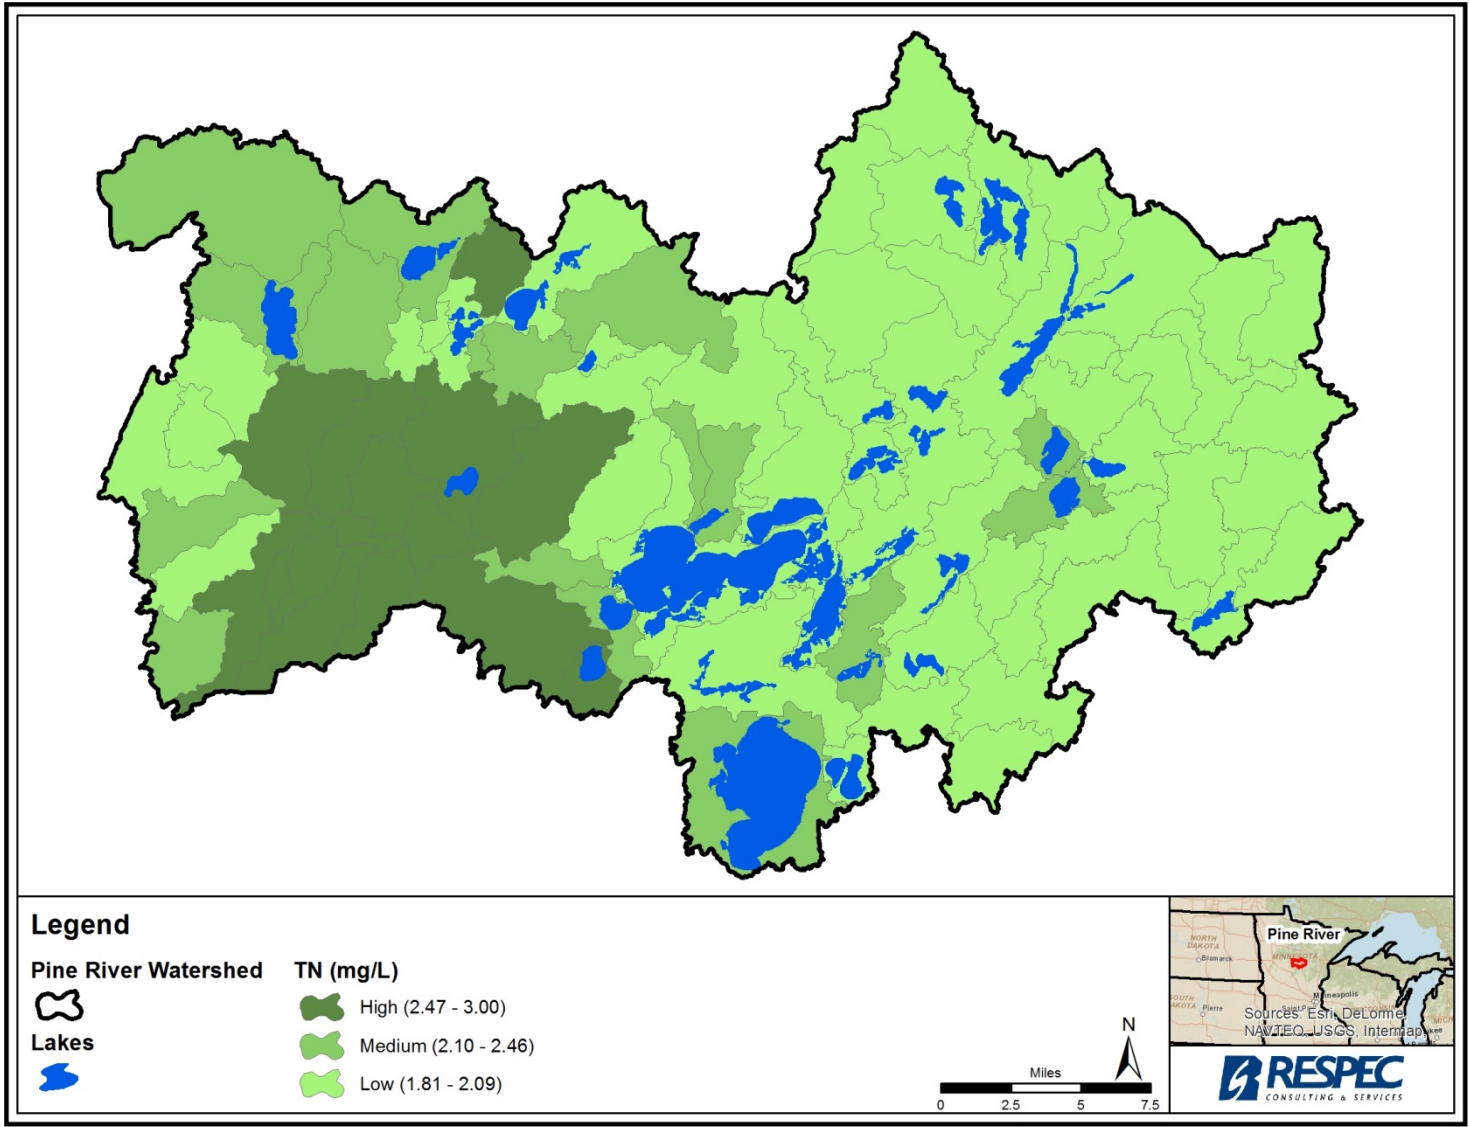 Legend
Pine River Watershed
Lakes
TN (mg/L)
High (2.47 - 3.00)
Medium (2.10 - 2.46)
Low (1.81 - 2.09)
Miles
0 2.5 5 7.5
N
Pine River
NORTH
DAKOTA
Bismarck
MINNESOTA
Minneapolis
Pierre
Sources: Esri, DeLorme,
NAVTEQ, USGS, Intermap,
RESPEC
CONSULTING & SERVICES